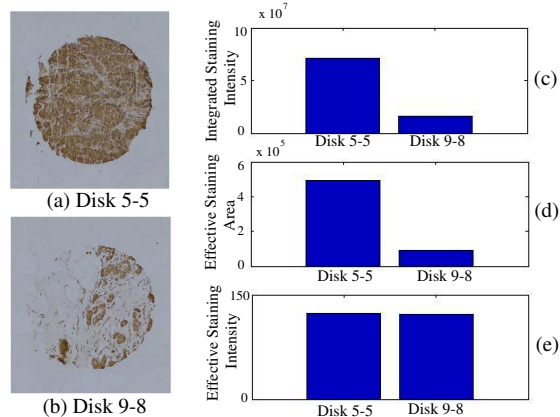 (a) Disk 5-5
(b) Disk 9-8
x 10^7
10
5
0
Integrated Staining
Intensity
Disk 5-5
Disk 9-8
(c)
x 10^5
6
4
2
0
Effective Staining
Area
Disk 5-5
Disk 9-8
(d)
150
0
Effective Staining
Intensity
Disk 5-5
Disk 9-8
(e)